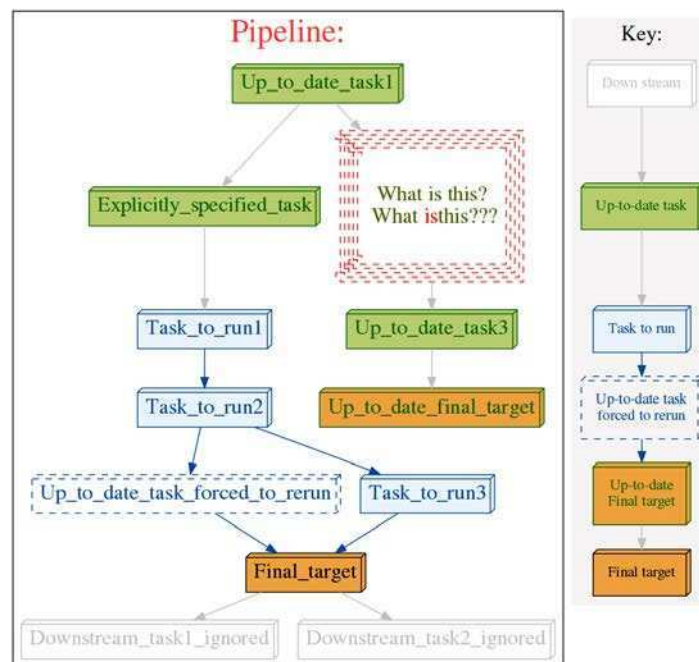 Pipeline:
Up_to_date_task1
Explicitly_specified_task
What is this?
What isthis???
Task_to_run1
Up_to_date_task3
Task_to_run2
Up_to_date_final_target
Up_to_date_task_forced_to_rerun
Task_to_run3
Final_target
Downstream_task1_ignored
Downstream_task2_ignored
Key:
Down stream
Up-to-date task
Task to run
Up-to-date task
forced to rerun
Up-to-date
Final target
Final target